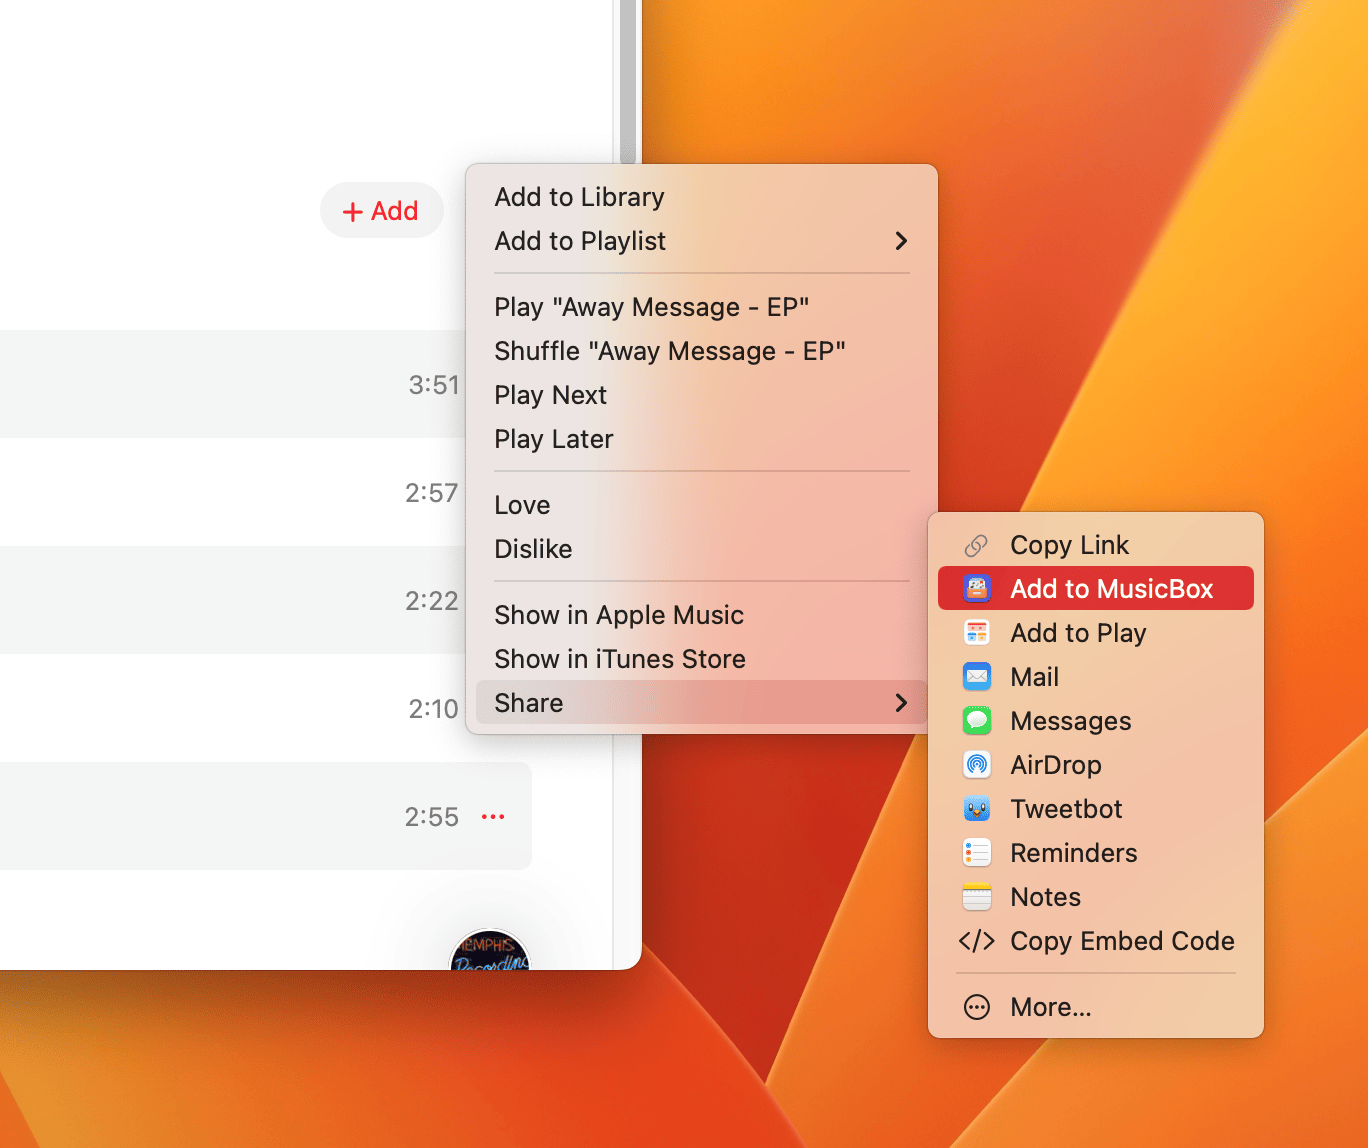 + Add
3:51
2:57
2:22
2:10
2:55
MEMPHIS
Recording
Add to Library
Add to Playlist
Play "Away Message - EP"
Shuffle "Away Message - EP"
Play Next
Play Later
Love
Dislike
Show in Apple Music
Show in iTunes Store
Share
Copy Link
Add to MusicBox
Add to Play
Mail
Messages
AirDrop
Tweetbot
Reminders
Notes
Copy Embed Code
More...